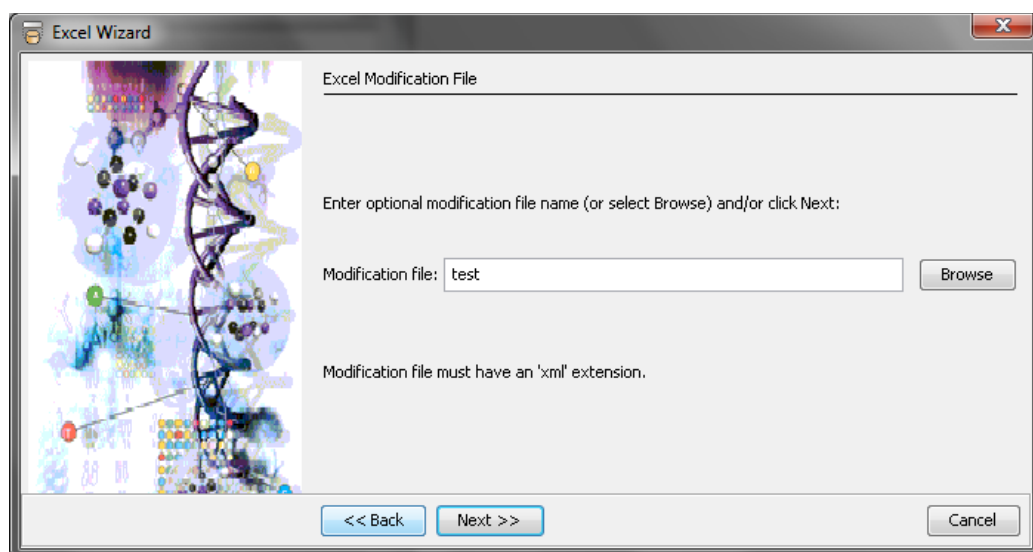 Excel Wizard
Excel Modification File
Enter optional modification file name (or select Browse) and/or click Next:
Modification file: test Browse
Modification file must have an 'xml' extension.
<< Back Next >> Cancel